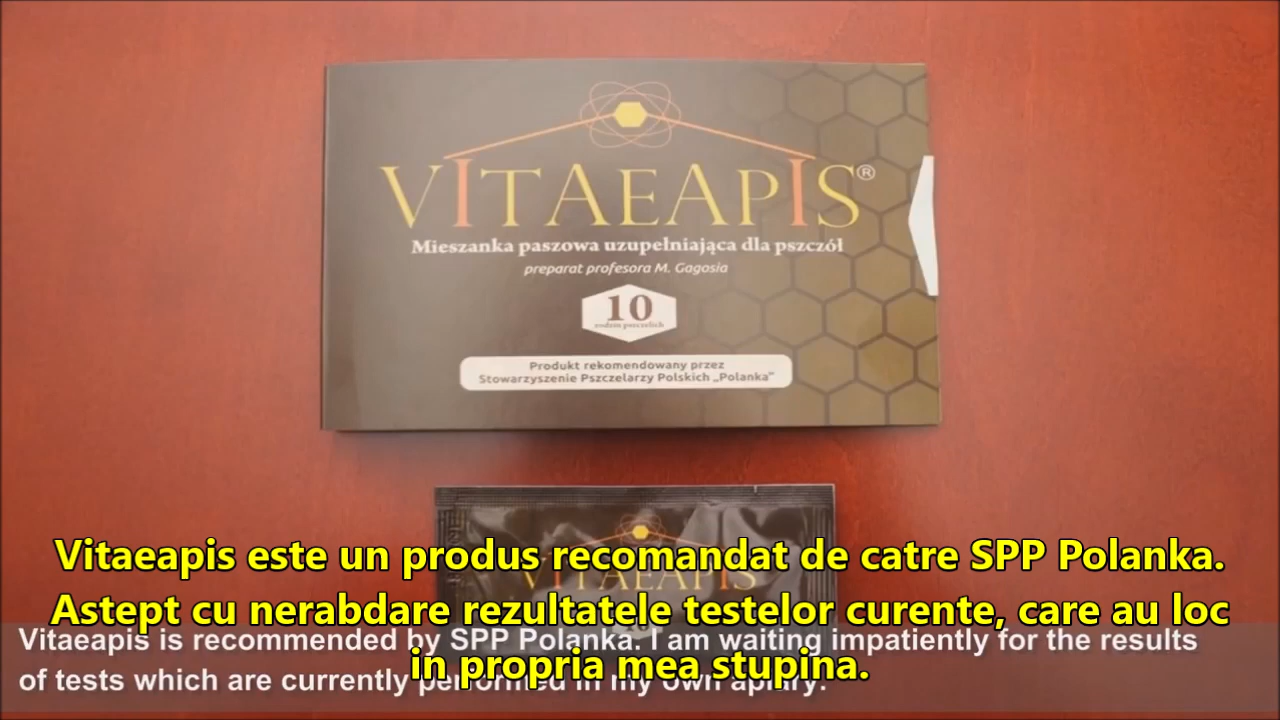 VITAEAPIS®
Mieszanka paszowa uzupełniająca dla pszczół
preparat profesora M. Gagosia
10
rodzin pszczelich
Produkt rekomendowany przez
Stowarzyszenie Pszczelarzy Polskich „Polanka”
VITAEAPIS
Vitaeapis este un produs recomandat de catre SPP Polanka.
Astept cu nerabdare rezultatele testelor curente, care au loc
in propria mea stupina.
Vitaeapis is recommended by SPP Polanka. I am waiting impatiently for the results
of tests which are currently performed in my own apiary.